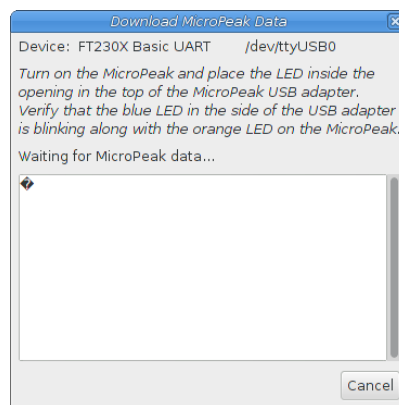 Download MicroPeak Data
Device: FT230X Basic UART /dev/ttyUSB0
Turn on the MicroPeak and place the LED inside the
opening in the top of the MicroPeak USB adapter.
Verify that the blue LED in the side of the USB adapter
is blinking along with the orange LED on the MicroPeak.
Waiting for MicroPeak data...
�
Cancel